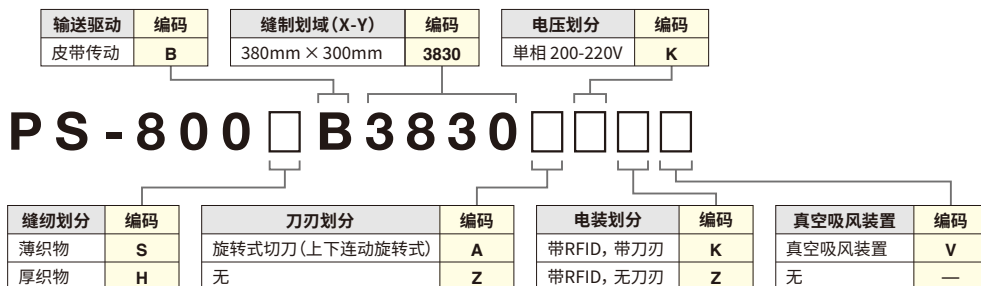 输送驱动 编码 缝制划域(X-Y) 编码 电压划分 编码
皮带传动 B 380mm×300mm 3830 单相 200-220V K
PS-800□B3830□□□□
缝纫划分 编码 刀刃划分 编码 电装划分 编码 真空吸风装置 编码
薄织物 S 旋转式切刀(上下连动旋转式) A 带RFID, 带刀刃 K 真空吸风装置 V
厚织物 H 无 Z 带RFID, 无刀刃 Z 无 —